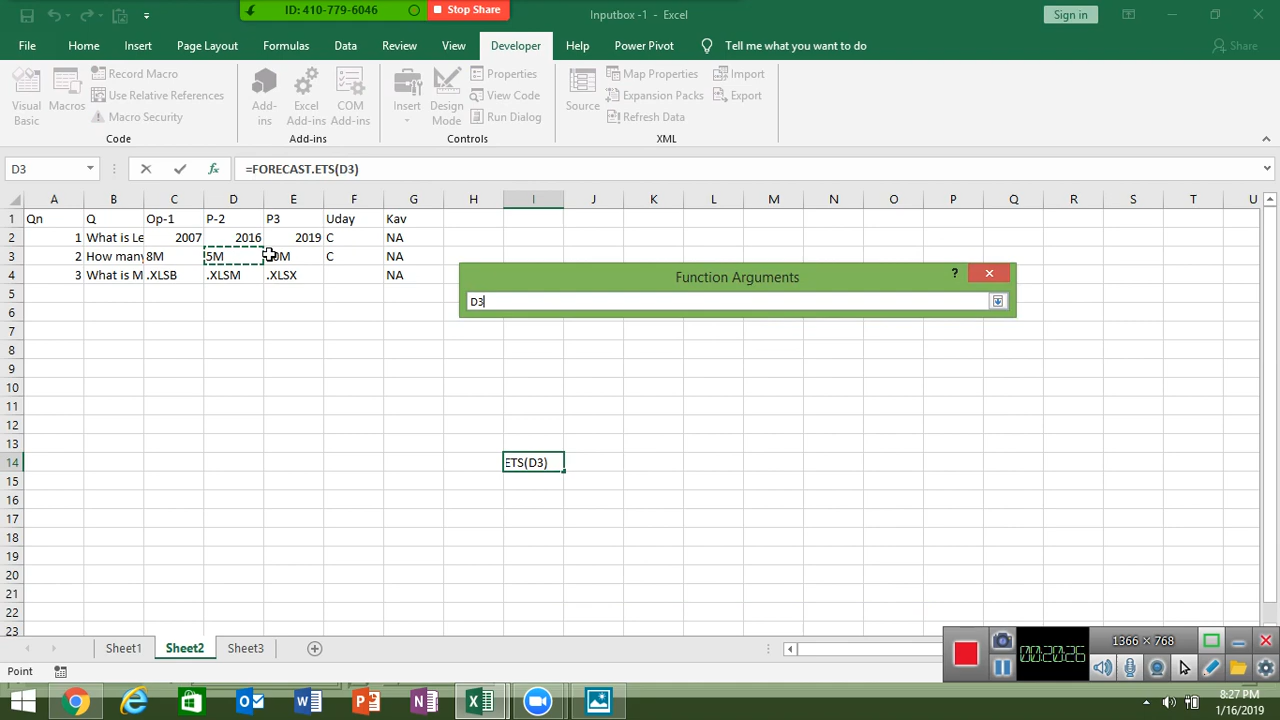 ID: 410-779-6046
Stop Share
Inputbox -1 - Excel
Sign in
File Home Insert Page Layout Formulas Data Review View Developer Help Power Pivot Tell me what you want to do Share
Visual Basic
Macros
Record Macro
Use Relative References
Macro Security
Code
Add-ins
Excel Add-ins
COM Add-ins
Add-ins
Insert
Design Mode
Properties
View Code
Run Dialog
Controls
Source
Map Properties
Expansion Packs
Refresh Data
Import
Export
XML
D3 fx =FORECAST.ETS(D3)
A B C D E F G H I J K L M N O P Q R S T U
1 Qn Q Op-1 P-2 P3 Uday Kav
2 1 What is Le 2007 2016 2019 C NA
3 2 How many 8M 5M 0M C NA
4 3 What is M .XLSB .XLSM .XLSX NA
5
6
7
8
9
10
11
12
13
14 ETS(D3)
15
16
17
18
19
20
21
22
23
Function Arguments
? 
D3
Sheet1 Sheet2 Sheet3
Point
1366 × 768
00:20:26
8:27 PM
1/16/2019